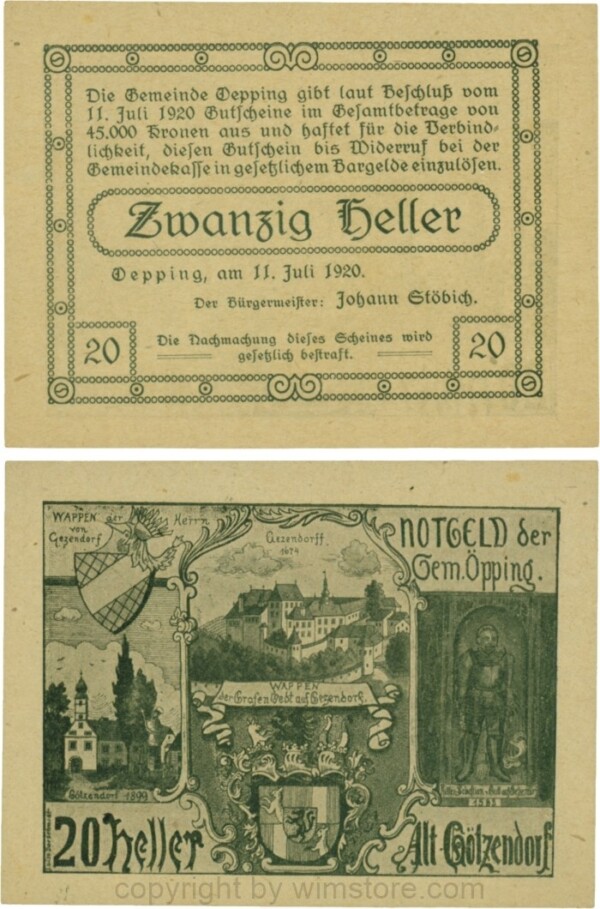 Die Gemeinde Oepping gibt laut Beschluß vom
11. Juli 1920 Gutscheine im Gesamtbetrage von
45.000 Kronen aus und haftet für die Verbind-
lichkeit, diesen Gutschein bis Widerruf bei der
Gemeindekasse in gesetzlichem Bargelde einzulösen.
Zwanzig Heller
Oepping, am 11. Juli 1920.
Der Bürgermeister: Johann Stöbich.
Die Nachmachung dieses Scheines wird
gesetzlich bestraft.
20
20
WAPPEN der Herrn
von
Gezendorf
Gezendorff
1674
NOTGELD der
Gem. Öpping.
WAPPEN
der Grafen Oedt auf Gezendorf.
Götzendorf 1899
1581
20 Heller
Alt-Götzendorf
copyright by wimstore.com